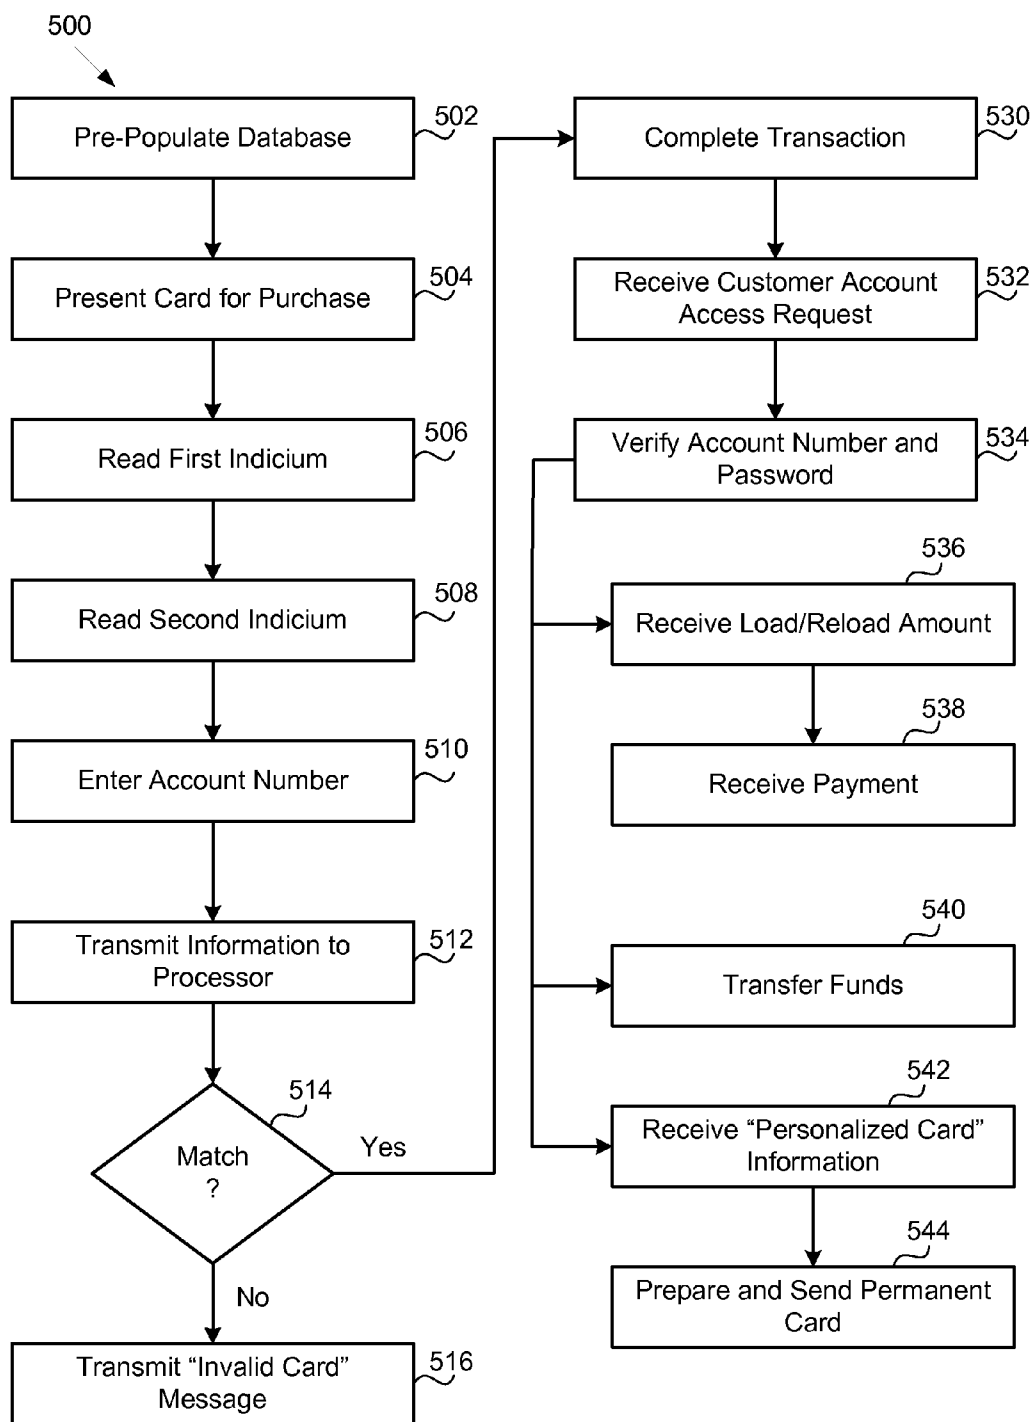 500
Pre-Populate Database
502
Present Card for Purchase
504
Read First Indicium
506
Read Second Indicium
508
Enter Account Number
510
Transmit Information to
Processor
512
Match
?
514
Yes
No
Transmit “Invalid Card”
Message
516
Complete Transaction
530
Receive Customer Account
Access Request
532
Verify Account Number and
Password
534
536
Receive Load/Reload Amount
538
Receive Payment
540
Transfer Funds
542
Receive “Personalized Card”
Information
544
Prepare and Send Permanent
Card